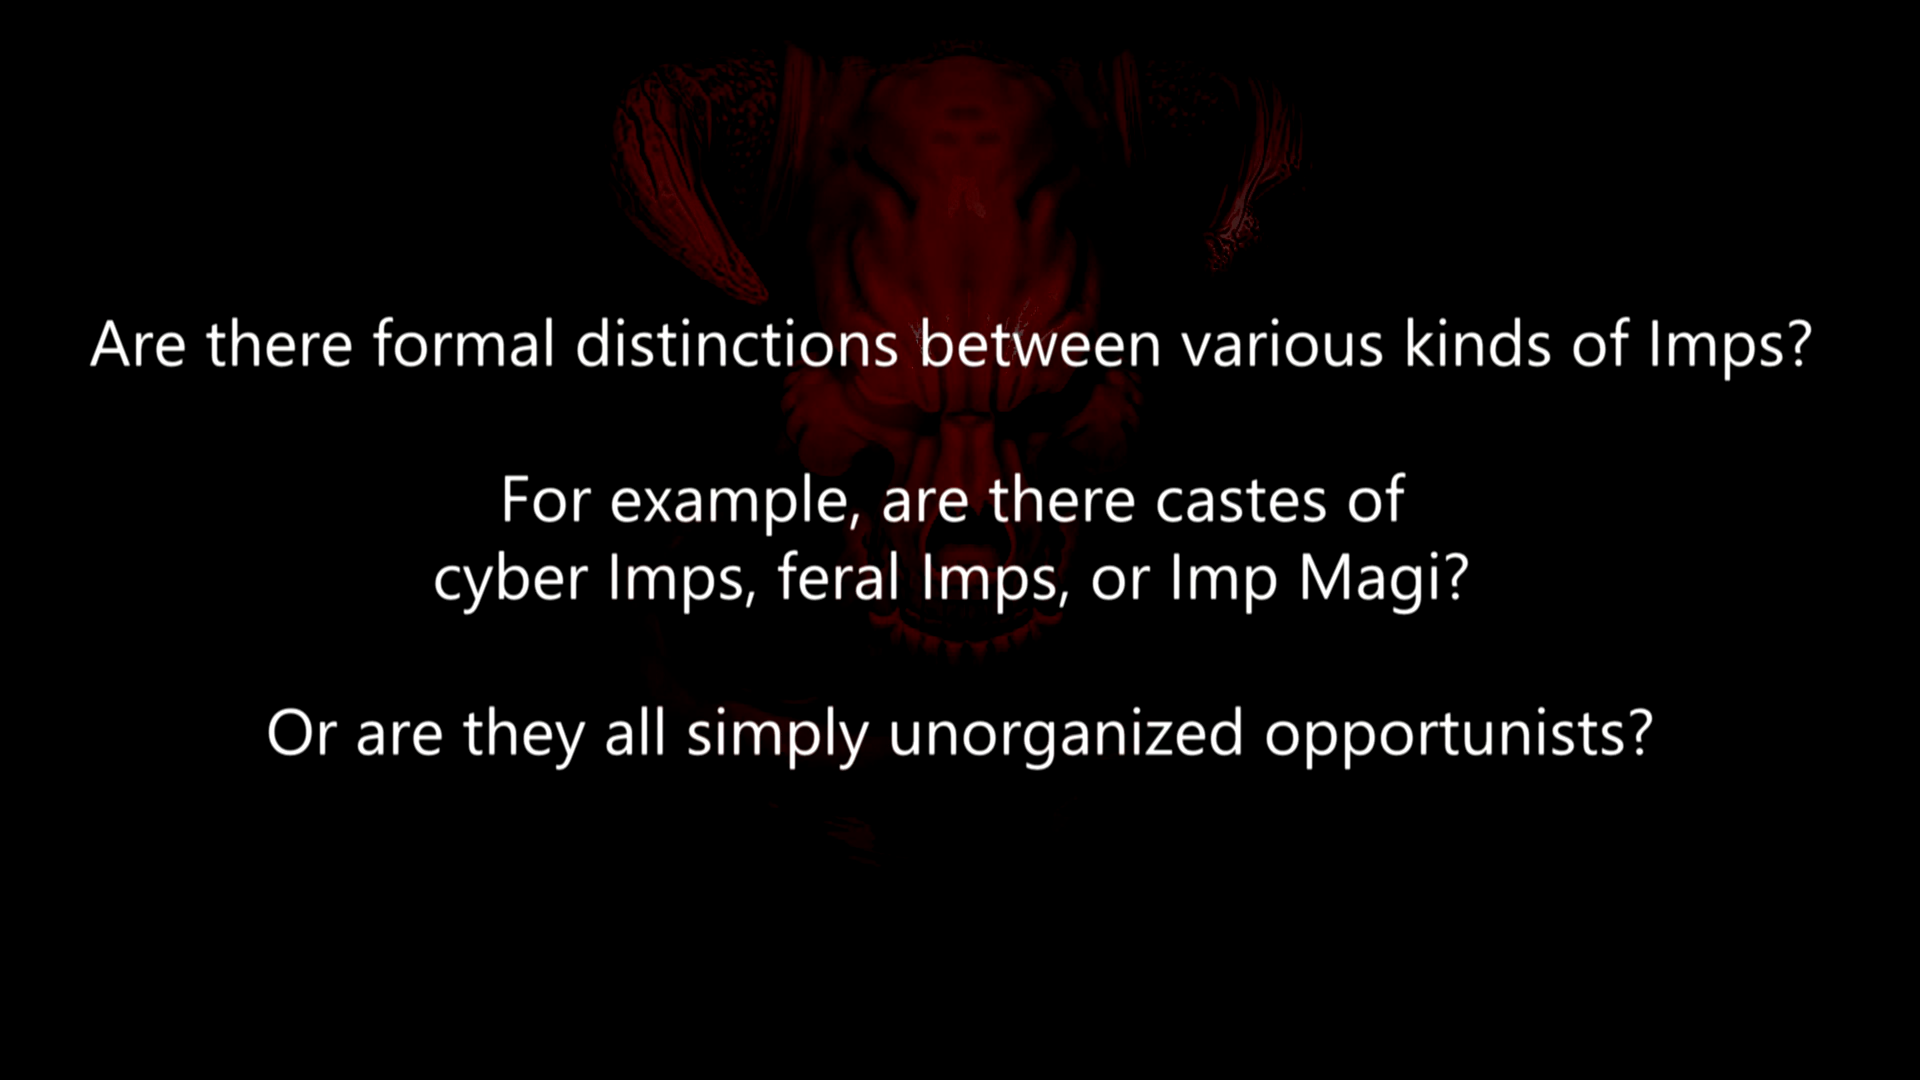 Are there formal distinctions between various kinds of Imps?
For example, are there castes of
cyber Imps, feral Imps, or Imp Magi?
Or are they all simply unorganized opportunists?